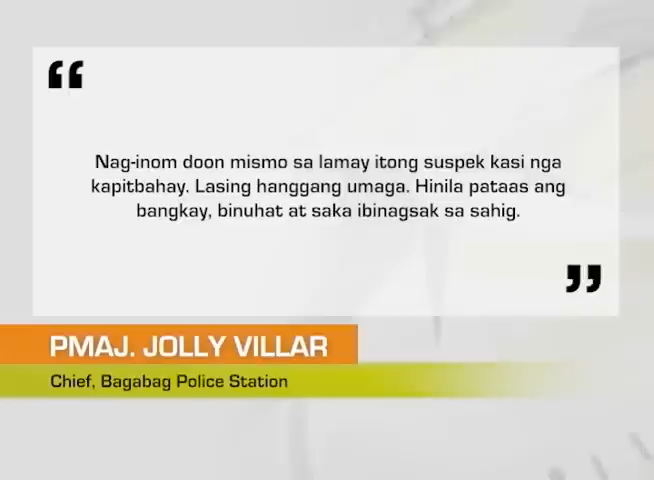 “
Nag-inom doon mismo sa lamay itong suspek kasi nga
kapitbahay. Lasing hanggang umaga. Hinila pataas ang
bangkay, binuhat at saka ibinagsak sa sahig.
”
PMAJ. JOLLY VILLAR
Chief, Bagabag Police Station